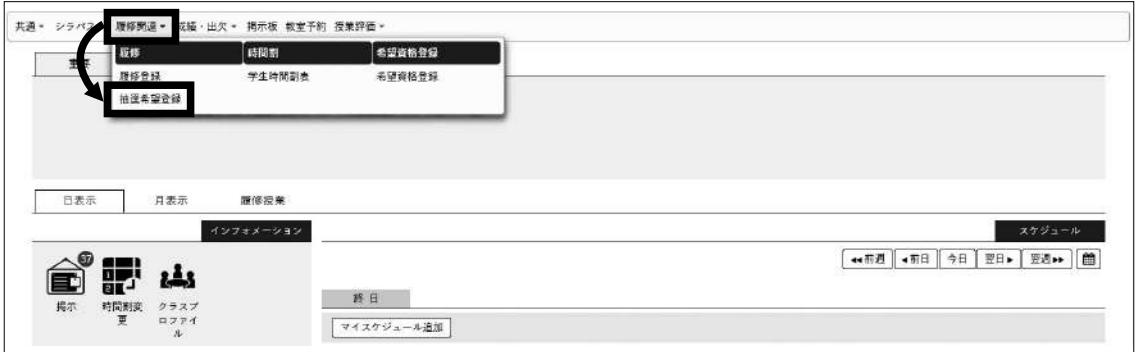 共通 シラバス 履修関連 成績・出欠 掲示板 教室予約 授業評価
履修 時間割 希望資格登録
重要
履修登録 学生時間割表 希望資格登録
抽選希望登録
日表示 月表示 履修授業
インフォメーション スケジュール
前週 前日 今日 翌日 翌週
37
掲示 時間割変更 クラスプロファイル
終日
マイスケジュール追加